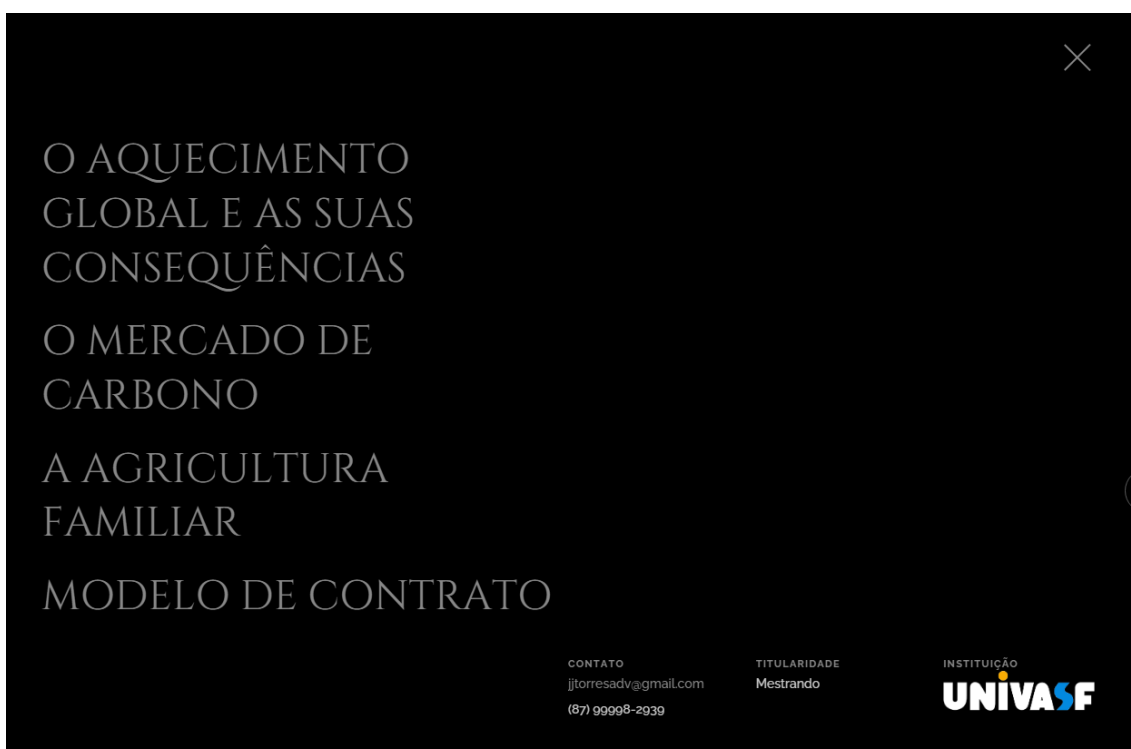 O AQUECIMENTO
GLOBAL E AS SUAS
CONSEQUÊNCIAS
O MERCADO DE
CARBONO
A AGRICULTURA
FAMILIAR
MODELO DE CONTRATO
CONTATO
jjtorresadv@gmail.com
(87) 99998-2939
TITULARIDADE
Mestrando
INSTITUIÇÃO
UNIVASF